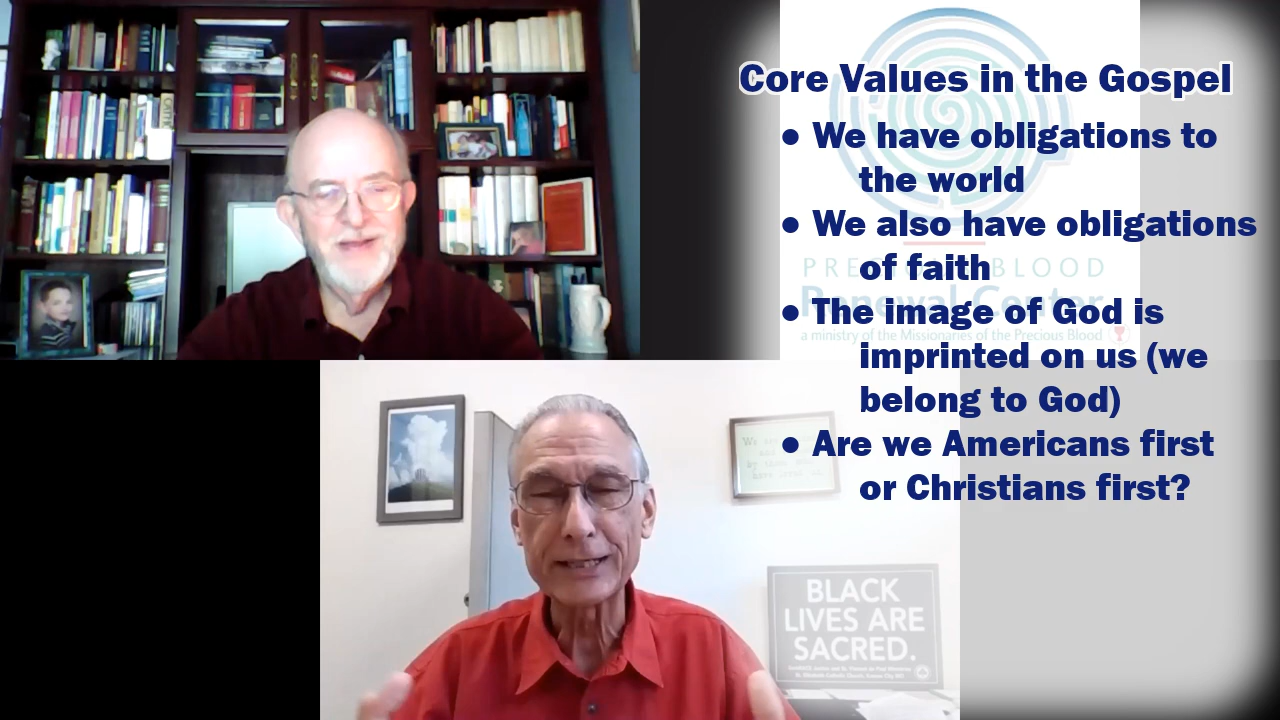 Core Values in the Gospel
● We have obligations to
the world
● We also have obligations
of faith
● The image of God is
imprinted on us (we
belong to God)
● Are we Americans first
or Christians first?
PRECIOUS BLOOD
Renewal Center
a ministry of the Missionaries of the Precious Blood
BLACK
LIVES ARE
SACRED.